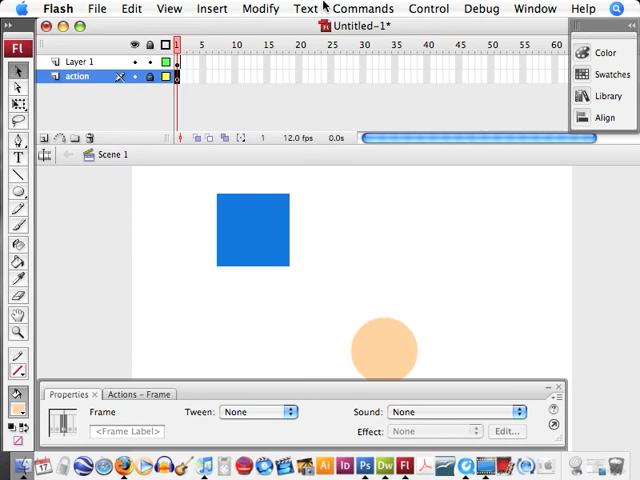 Flash File Edit View Insert Modify Text Commands Control Debug Window Help
Untitled-1*
Fl
1 5 10 15 20 25 30 35 40 45 50 55 60
Layer 1
action
1 12.0 fps 0.0s
Color
Swatches
Library
Align
Scene 1
T
Properties × Actions - Frame
Frame Tween: None Sound: None
<Frame Label> Effect: None Edit...
17 Ai Id Ps Dw Fl